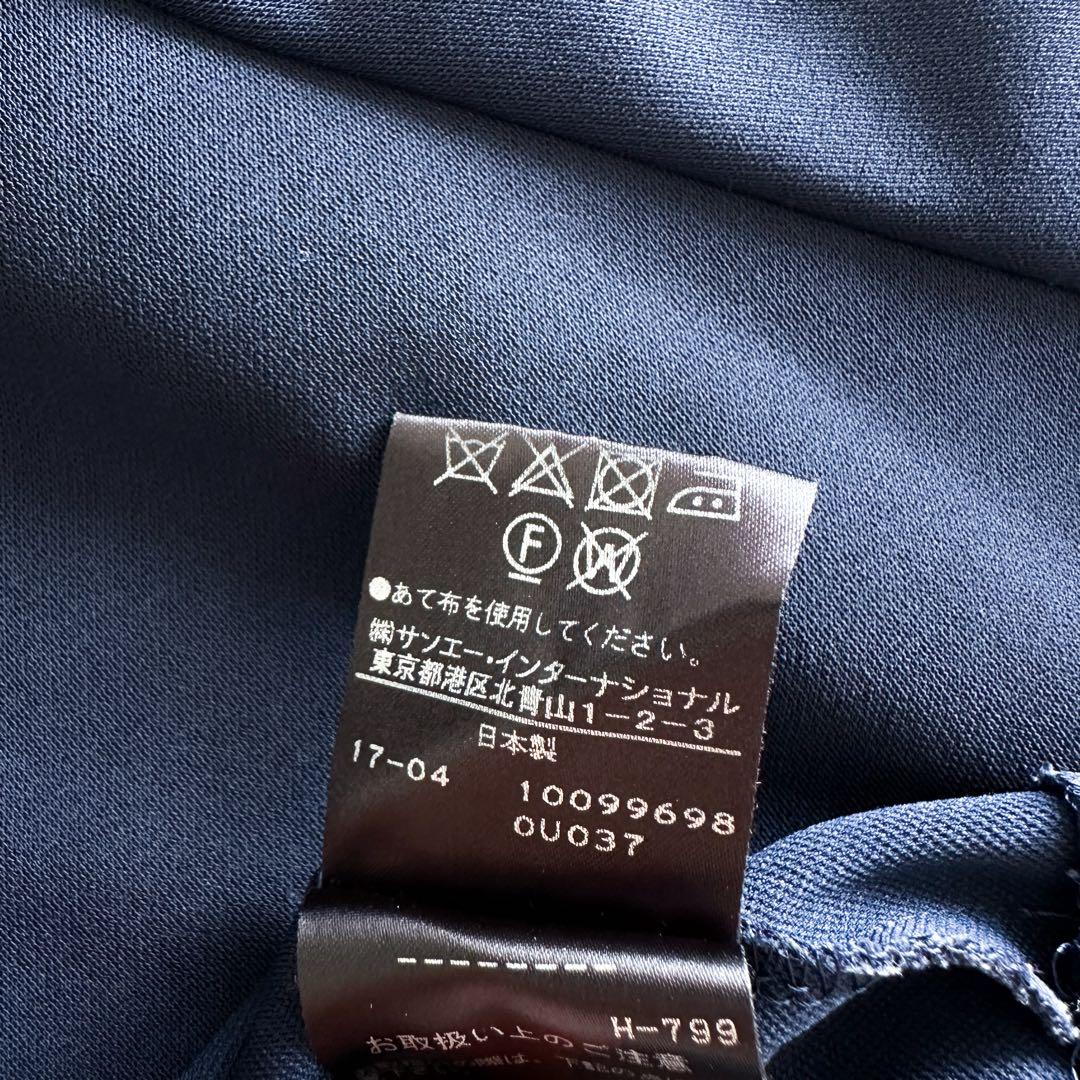 F W
●あて布を使用してください。
㈱サンエー・インターナショナル
東京都港区北青山1-2-3
日本製
17-04
10099698
0U037
--------
H-799
お取扱い上のご注意